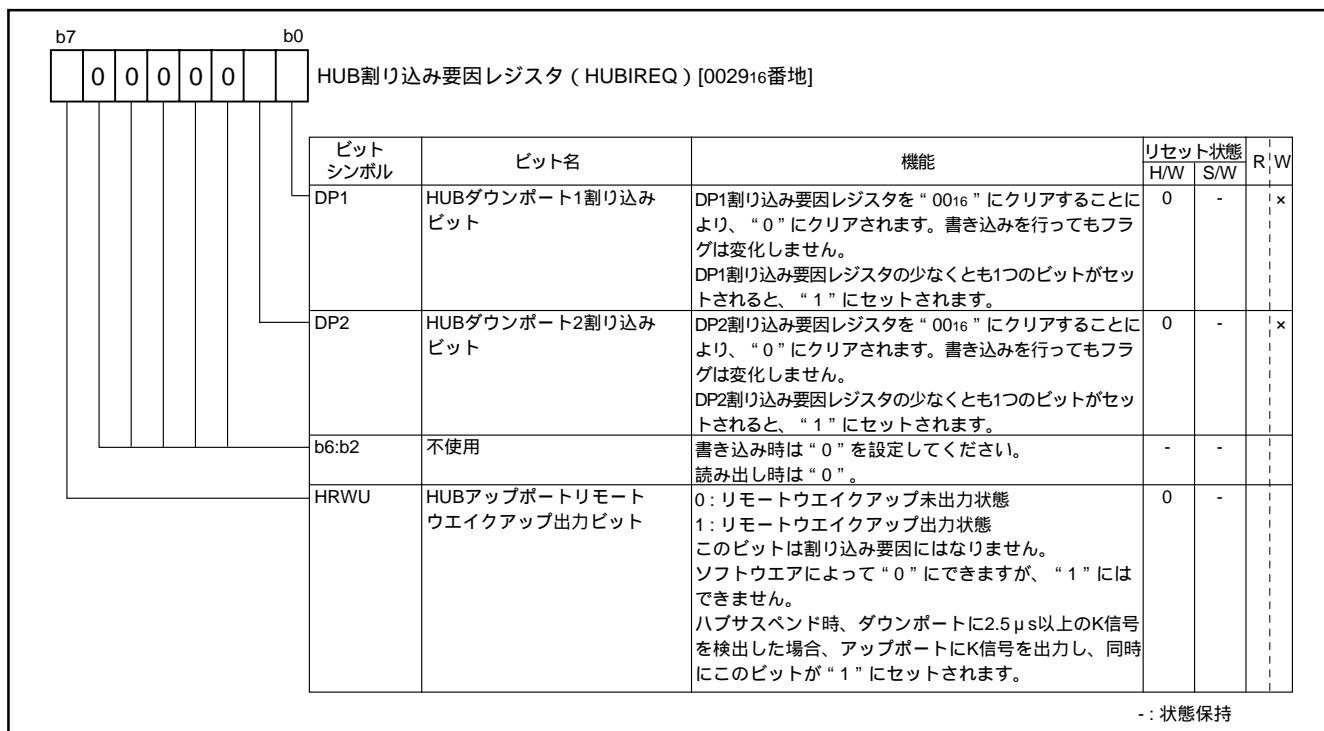 b7 b0
0 0 0 0 0
HUB割り込み要因レジスタ（HUBIREQ）[002916番地]
ビット
シンボル
ビット名
機能
リセット状態
H/W S/W
R W
DP1 HUBダウンポート1割り込み DP1割り込み要因レジスタを“0016”にクリアすることに 0 - ×
ビット より、“0”にクリアされます。書き込みを行ってもフラ
グは変化しません。
DP1割り込み要因レジスタの少なくとも1つのビットがセッ
トされると、“1”にセットされます。
DP2 HUBダウンポート2割り込み DP2割り込み要因レジスタを“0016”にクリアすることに 0 - ×
ビット より、“0”にクリアされます。書き込みを行ってもフラ
グは変化しません。
DP2割り込み要因レジスタの少なくとも1つのビットがセッ
トされると、“1”にセットされます。
b6:b2 不使用 書き込み時は“0”を設定してください。 - -
読み出し時は“0”。
HRWU HUBアップポートリモート 0：リモートウエイクアップ未出力状態 0 -
ウエイクアップ出力ビット 1：リモートウエイクアップ出力状態
このビットは割り込み要因にはなりません。
ソフトウエアによって“0”にできますが、“1”には
できません。
ハブサスペンド時、ダウンポートに2.5μs以上のK信号
を検出した場合、アップポートにK信号を出力し、同時
にこのビットが“1”にセットされます。
-：状態保持